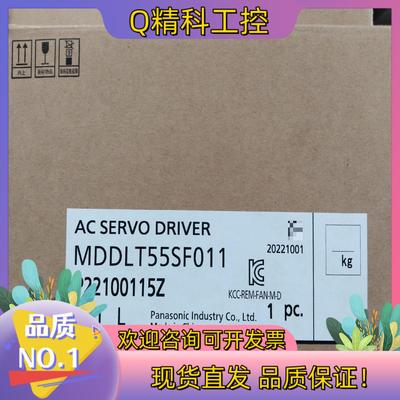 Q精科工控
AC SERVO DRIVER
MDDLT55SF011
20221001
kg
P22100115Z
KCC-REM-FAN-M-D
1 pc.
Panasonic Industry Co., Ltd.
品质
NO.1
欢迎咨询可开发票
现货直发 品质保证！